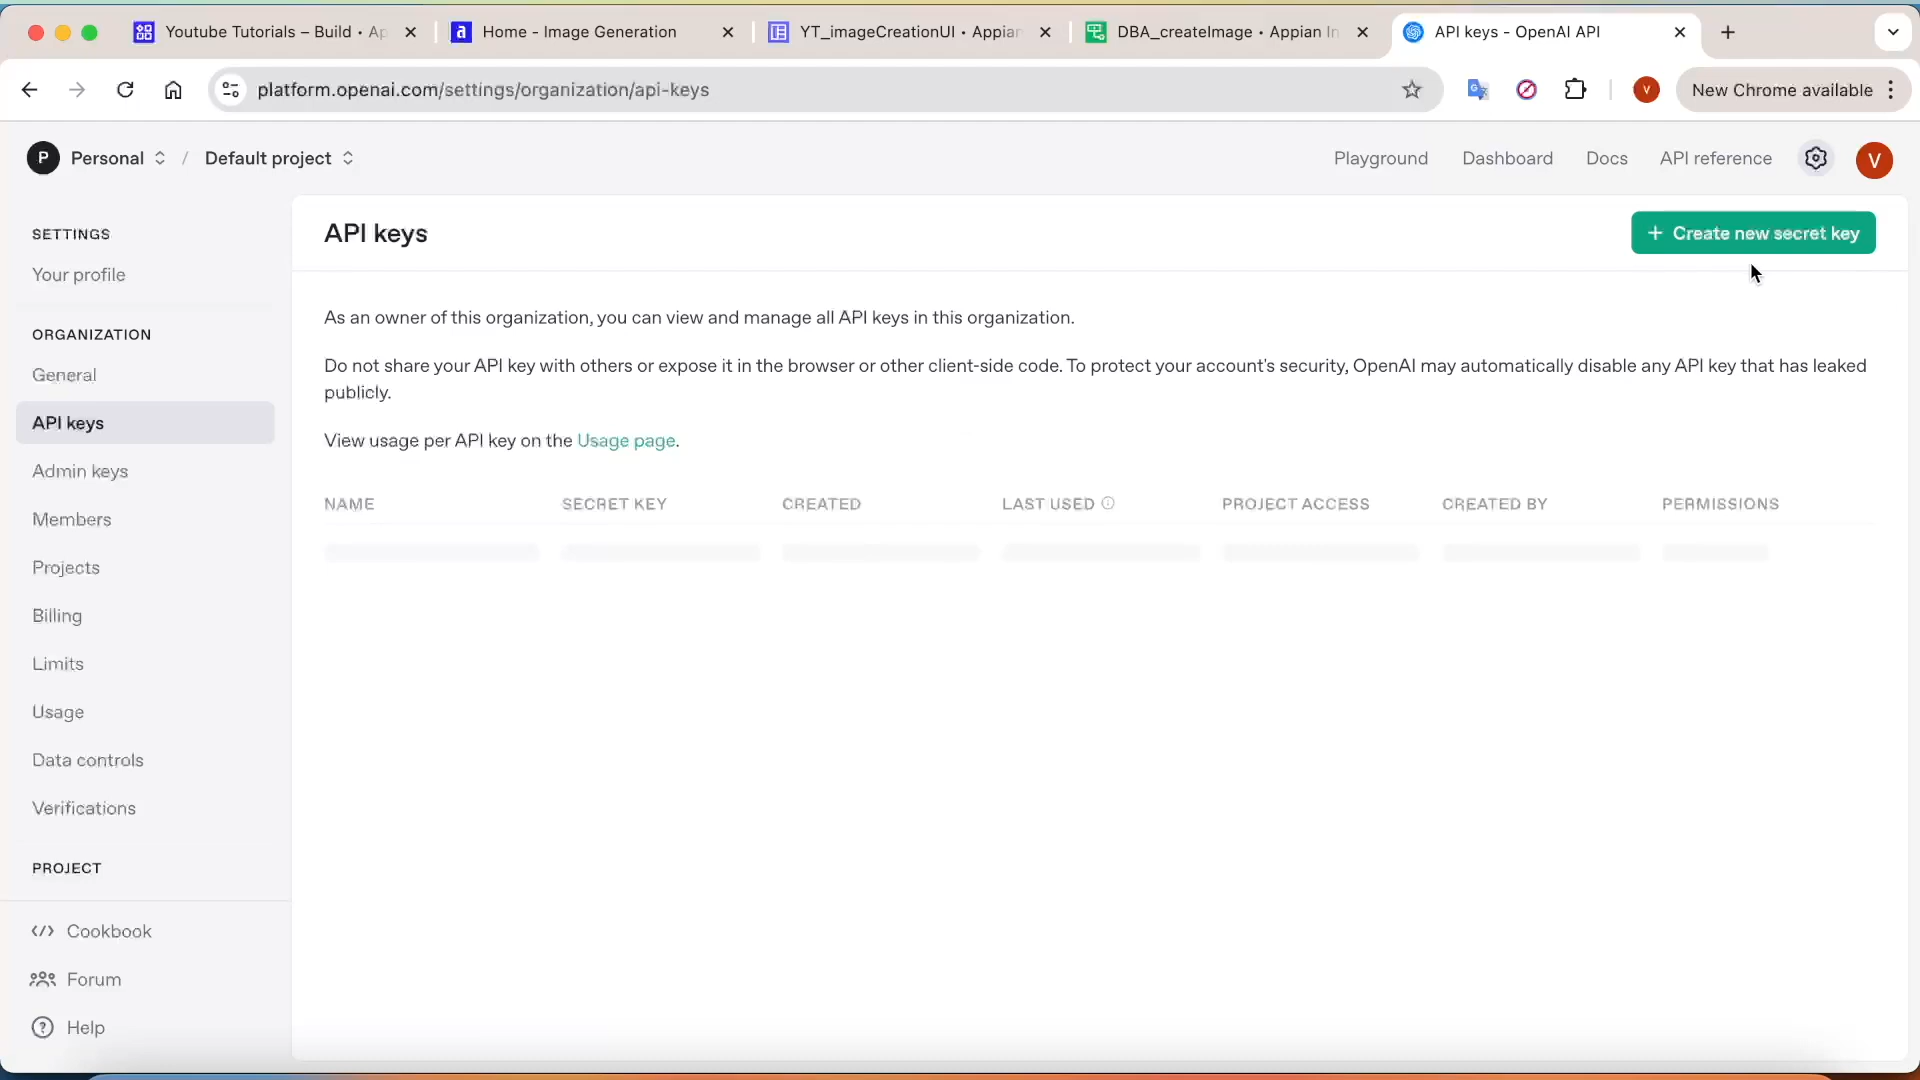 Youtube Tutorials – Build • Ap
Home - Image Generation
YT_imageCreationUI • Appian
DBA_createImage • Appian In
API keys - OpenAI API
platform.openai.com/settings/organization/api-keys
V
New Chrome available
P Personal / Default project
Playground
Dashboard
Docs
API reference
V
SETTINGS
Your profile
ORGANIZATION
General
API keys
Admin keys
Members
Projects
Billing
Limits
Usage
Data controls
Verifications
PROJECT
Cookbook
Forum
Help
API keys
+ Create new secret key
As an owner of this organization, you can view and manage all API keys in this organization.
Do not share your API key with others or expose it in the browser or other client-side code. To protect your account's security, OpenAI may automatically disable any API key that has leaked
publicly.
View usage per API key on the Usage page.
NAME SECRET KEY CREATED LAST USED PROJECT ACCESS CREATED BY PERMISSIONS